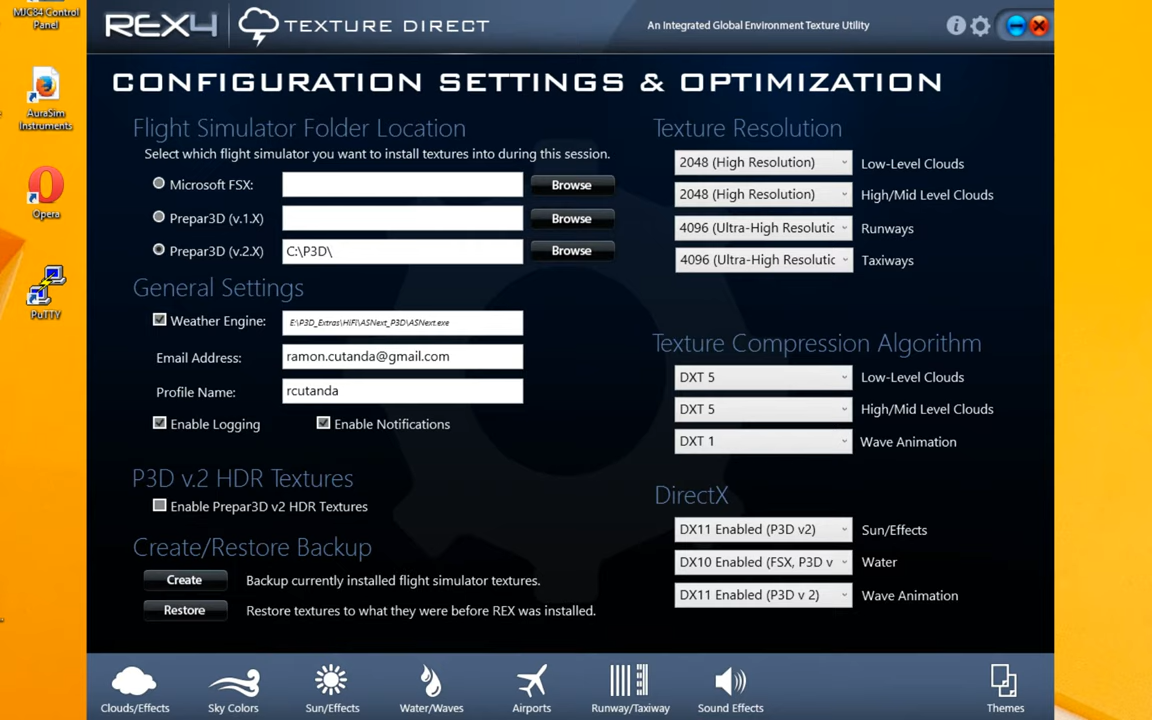 MJC84 Control
Panel
AuraSim
Instruments
Opera
PuTTY
REX4 TEXTURE DIRECT
An Integrated Global Environment Texture Utility
CONFIGURATION SETTINGS & OPTIMIZATION
Flight Simulator Folder Location
Select which flight simulator you want to install textures into during this session.
Microsoft FSX: Browse
Prepar3D (v.1.X) Browse
Prepar3D (v.2.X) C:\P3D\ Browse
General Settings
Weather Engine: E:\P3D_Extras\HIFI\ASNext_P3D\ASNext.exe
Email Address: ramon.cutanda@gmail.com
Profile Name: rcutanda
Enable Logging Enable Notifications
P3D v.2 HDR Textures
Enable Prepar3D v2 HDR Textures
Create/Restore Backup
Create Backup currently installed flight simulator textures.
Restore Restore textures to what they were before REX was installed.
Texture Resolution
2048 (High Resolution) Low-Level Clouds
2048 (High Resolution) High/Mid Level Clouds
4096 (Ultra-High Resolutic Runways
4096 (Ultra-High Resolutic Taxiways
Texture Compression Algorithm
DXT 5 Low-Level Clouds
DXT 5 High/Mid Level Clouds
DXT 1 Wave Animation
DirectX
DX11 Enabled (P3D v2) Sun/Effects
DX10 Enabled (FSX, P3D v Water
DX11 Enabled (P3D v 2) Wave Animation
Clouds/Effects
Sky Colors
Sun/Effects
Water/Waves
Airports
Runway/Taxiway
Sound Effects
Themes